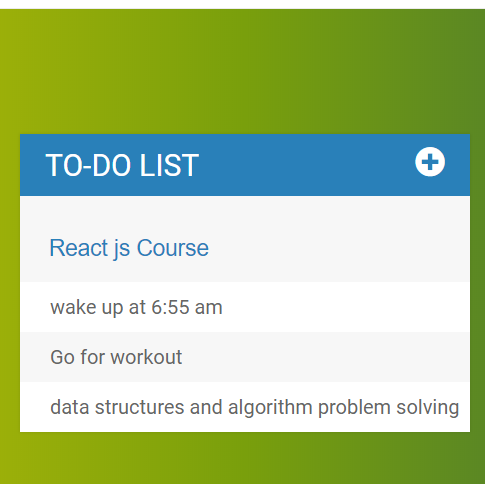 TO-DO LIST
React js Course
wake up at 6:55 am
Go for workout
data structures and algorithm problem solving